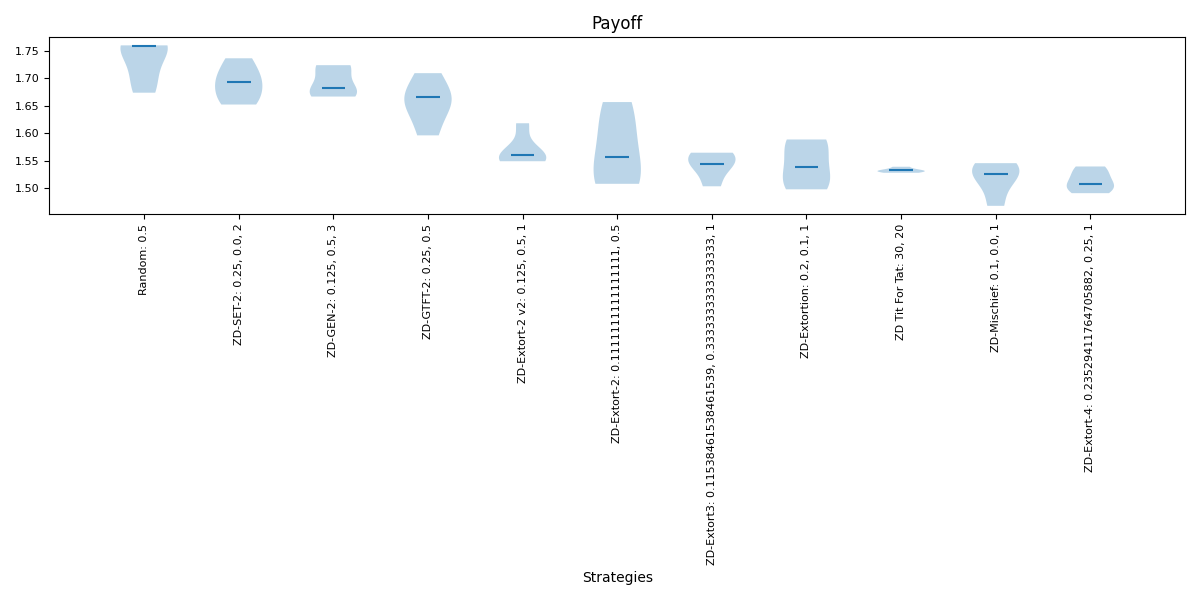 Payoff
1.75
1.70
1.65
1.60
1.55
1.50
Random: 0.5
ZD-SET-2: 0.25, 0.0, 2
ZD-GEN-2: 0.125, 0.5, 3
ZD-GTFT-2: 0.25, 0.5
ZD-Extort-2 v2: 0.125, 0.5, 1
ZD-Extort-2: 0.1111111111111111, 0.5
ZD-Extort3: 0.11538461538461539, 0.3333333333333333, 1
ZD-Extortion: 0.2, 0.1, 1
ZD Tit For Tat: 30, 20
ZD-Mischief: 0.1, 0.0, 1
ZD-Extort-4: 0.23529411764705882, 0.25, 1
Strategies